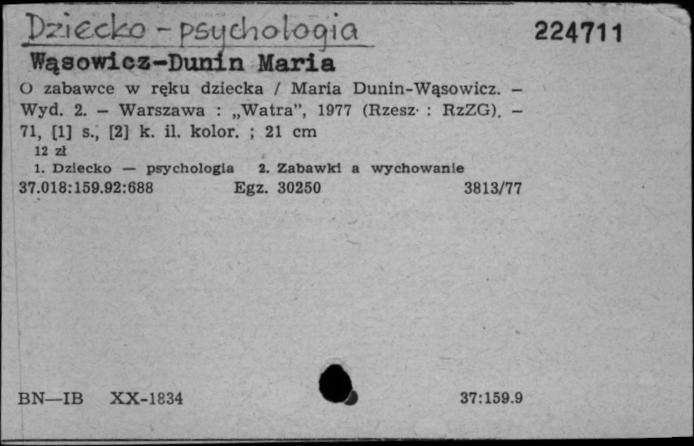 Dziecko - psychologia
224711
Wąsowicz-Dunin Maria
O zabawce w ręku dziecka / Maria Dunin-Wąsowicz. —
Wyd. 2. — Warszawa : „Watra”, 1977 (Rzesz· : RzZG). —
71, [1] s., [2] k. il. kolor. ; 21 cm
12 zł
1. Dziecko — psychologia 2. Zabawki a wychowanie
37.018:159.92:688 Egz. 30250 3813/77
BN—IB XX-1834 37:159.9